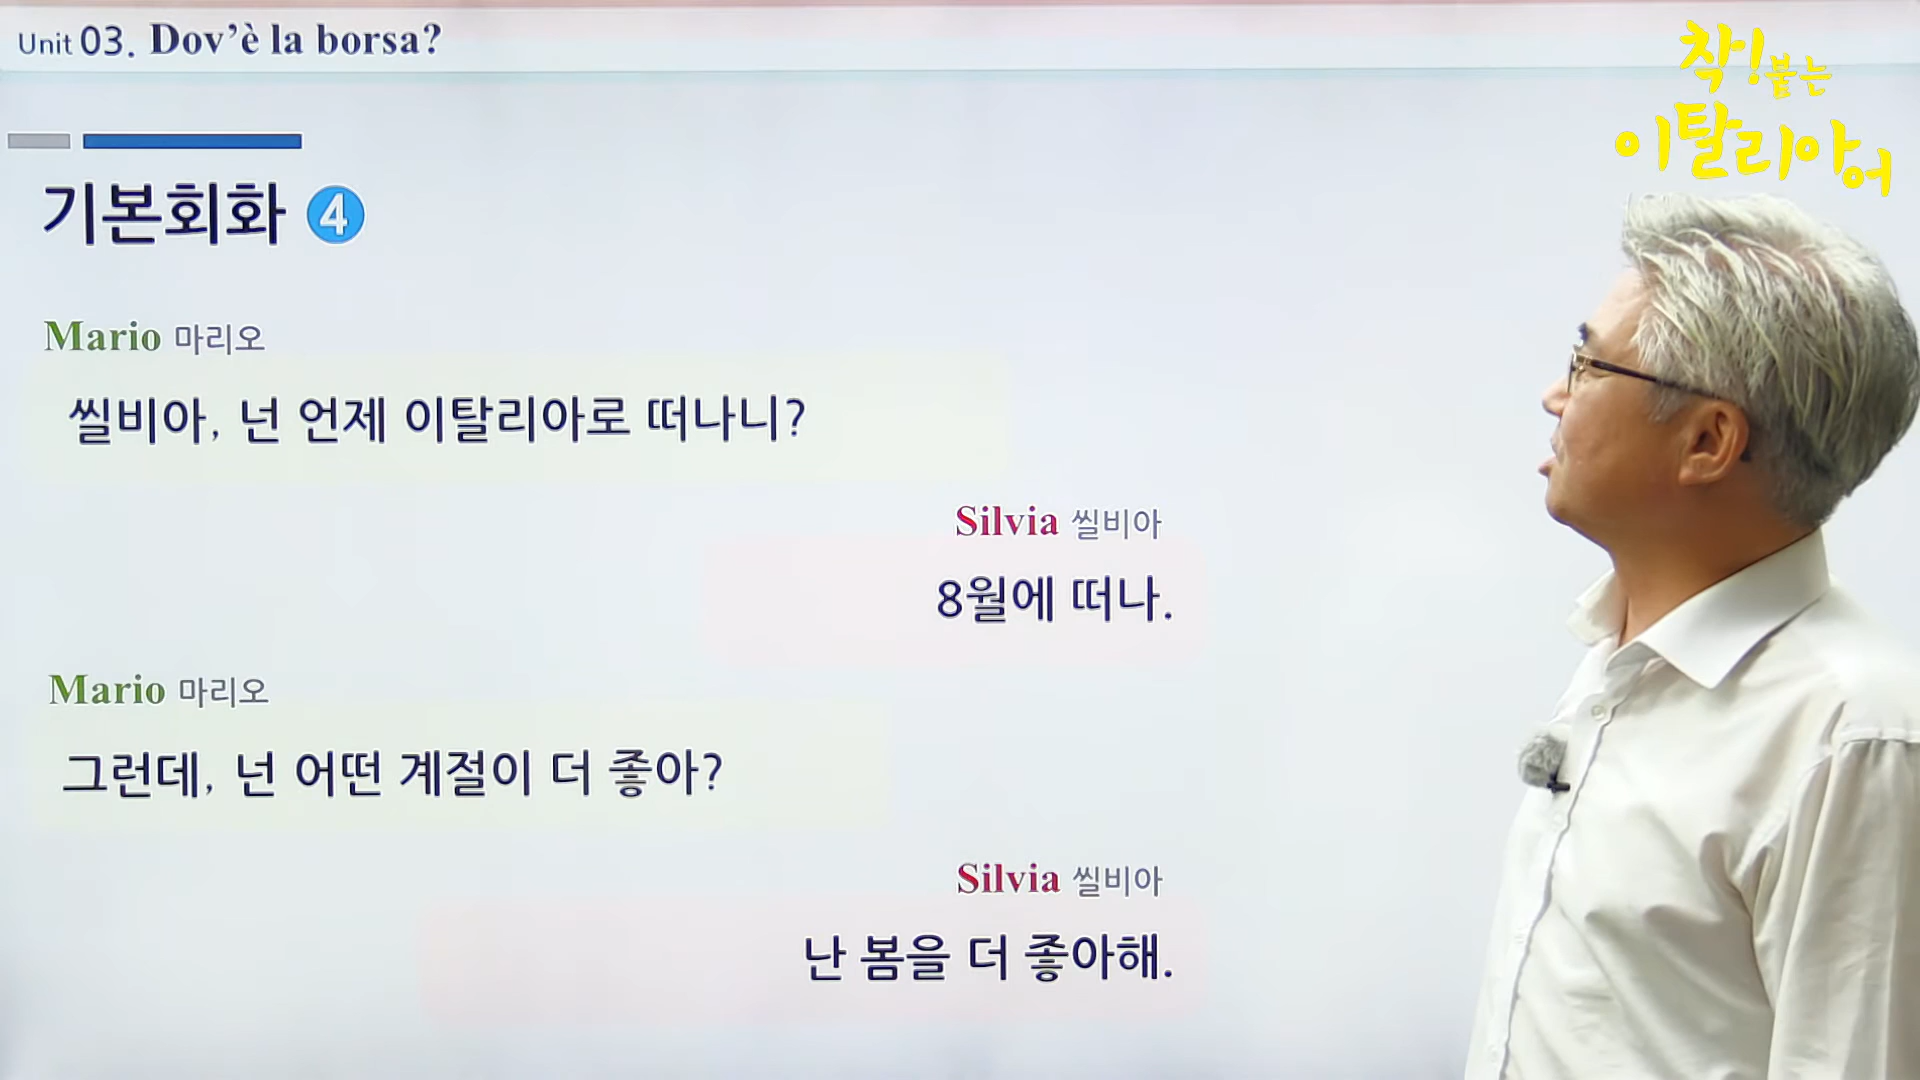 Unit 03. Dov'è la borsa?
착! 붙는
이탈리아어
기본회화 4
Mario 마리오
씰비아, 넌 언제 이탈리아로 떠나니?
Silvia 씰비아
8월에 떠나.
Mario 마리오
그런데, 넌 어떤 계절이 더 좋아?
Silvia 씰비아
난 봄을 더 좋아해.